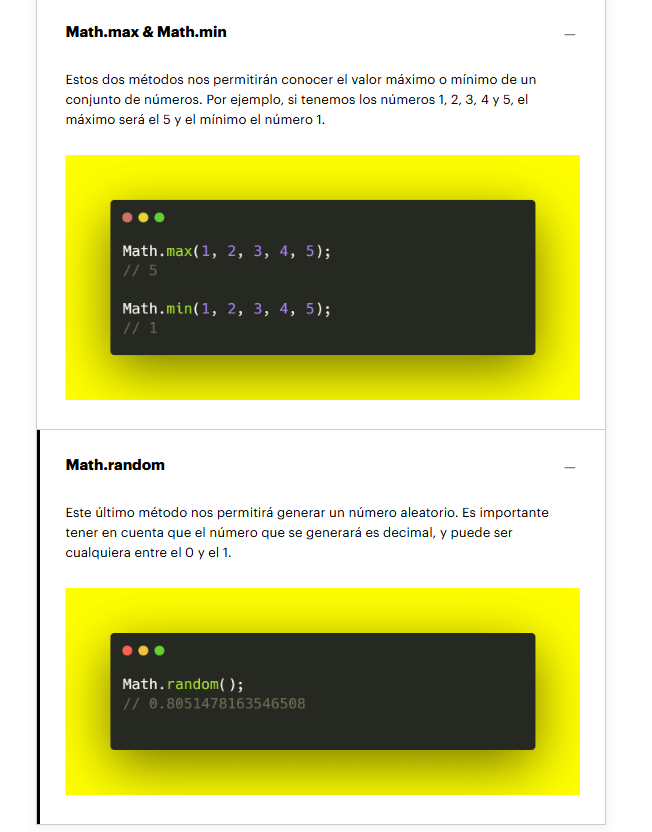 Math.max & Math.min
Estos dos métodos nos permitirán conocer el valor máximo o mínimo de un
conjunto de números. Por ejemplo, si tenemos los números 1, 2, 3, 4 y 5, el
máximo será el 5 y el mínimo el número 1.
Math.max(1, 2, 3, 4, 5);
// 5
Math.min(1, 2, 3, 4, 5);
// 1
Math.random
Este último método nos permitirá generar un número aleatorio. Es importante
tener en cuenta que el número que se generará es decimal, y puede ser
cualquiera entre el 0 y el 1.
Math.random();
// 0.8051478163546508